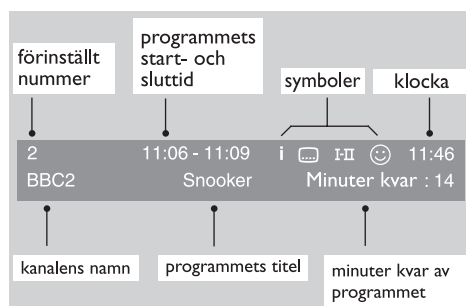 förinställt
nummer
programmets
start- och
sluttid
symboler
klocka
2 11:06 - 11:09 i I-II 11:46
BBC2 Snooker Minuter kvar : 14
kanalens namn
programmets titel
minuter kvar av
programmet